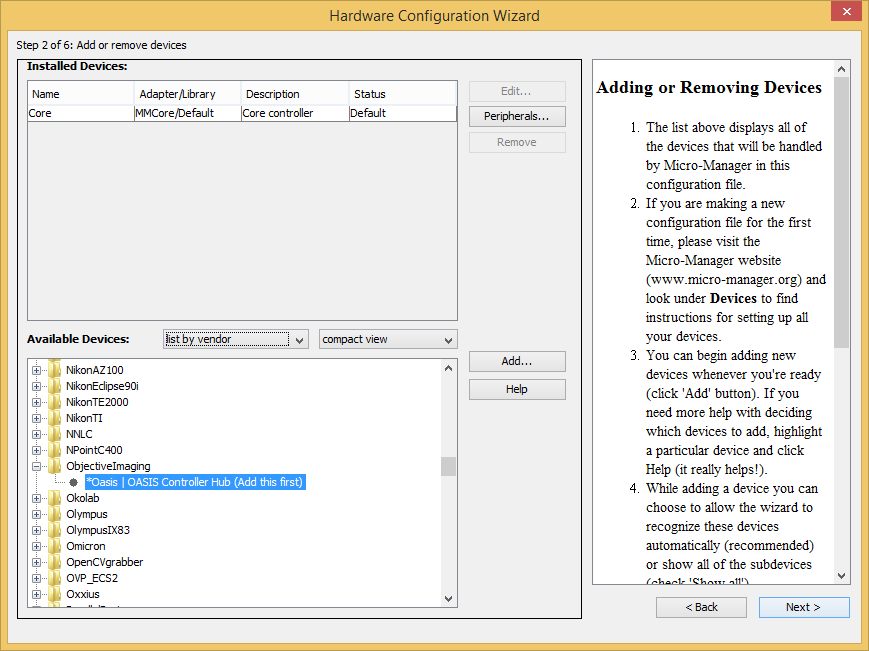 Hardware Configuration Wizard
Step 2 of 6: Add or remove devices
Installed Devices:
Name Adapter/Library Description Status
Core MMCore/Default Core controller Default
Edit...
Peripherals...
Remove
Available Devices: list by vendor compact view
NikonAZ100
NikonEclipse90i
NikonTE2000
NikonTI
NNLC
NPointC400
ObjectiveImaging
*Oasis | OASIS Controller Hub (Add this first)
Okolab
Olympus
OlympusIX83
Omicron
OpenCVgrabber
OVP_ECS2
Oxxius
Add...
Help
Adding or Removing Devices
1. The list above displays all of
the devices that will be handled
by Micro-Manager in this
configuration file.
2. If you are making a new
configuration file for the first
time, please visit the
Micro-Manager website
(www.micro-manager.org) and
look under Devices to find
instructions for setting up all
your devices.
3. You can begin adding new
devices whenever you're ready
(click 'Add' button). If you
need more help with deciding
which devices to add, highlight
a particular device and click
Help (it really helps!).
4. While adding a device you can
choose to allow the wizard to
recognize these devices
automatically (recommended)
or show all of the subdevices
(check 'Show all')
< Back
Next >